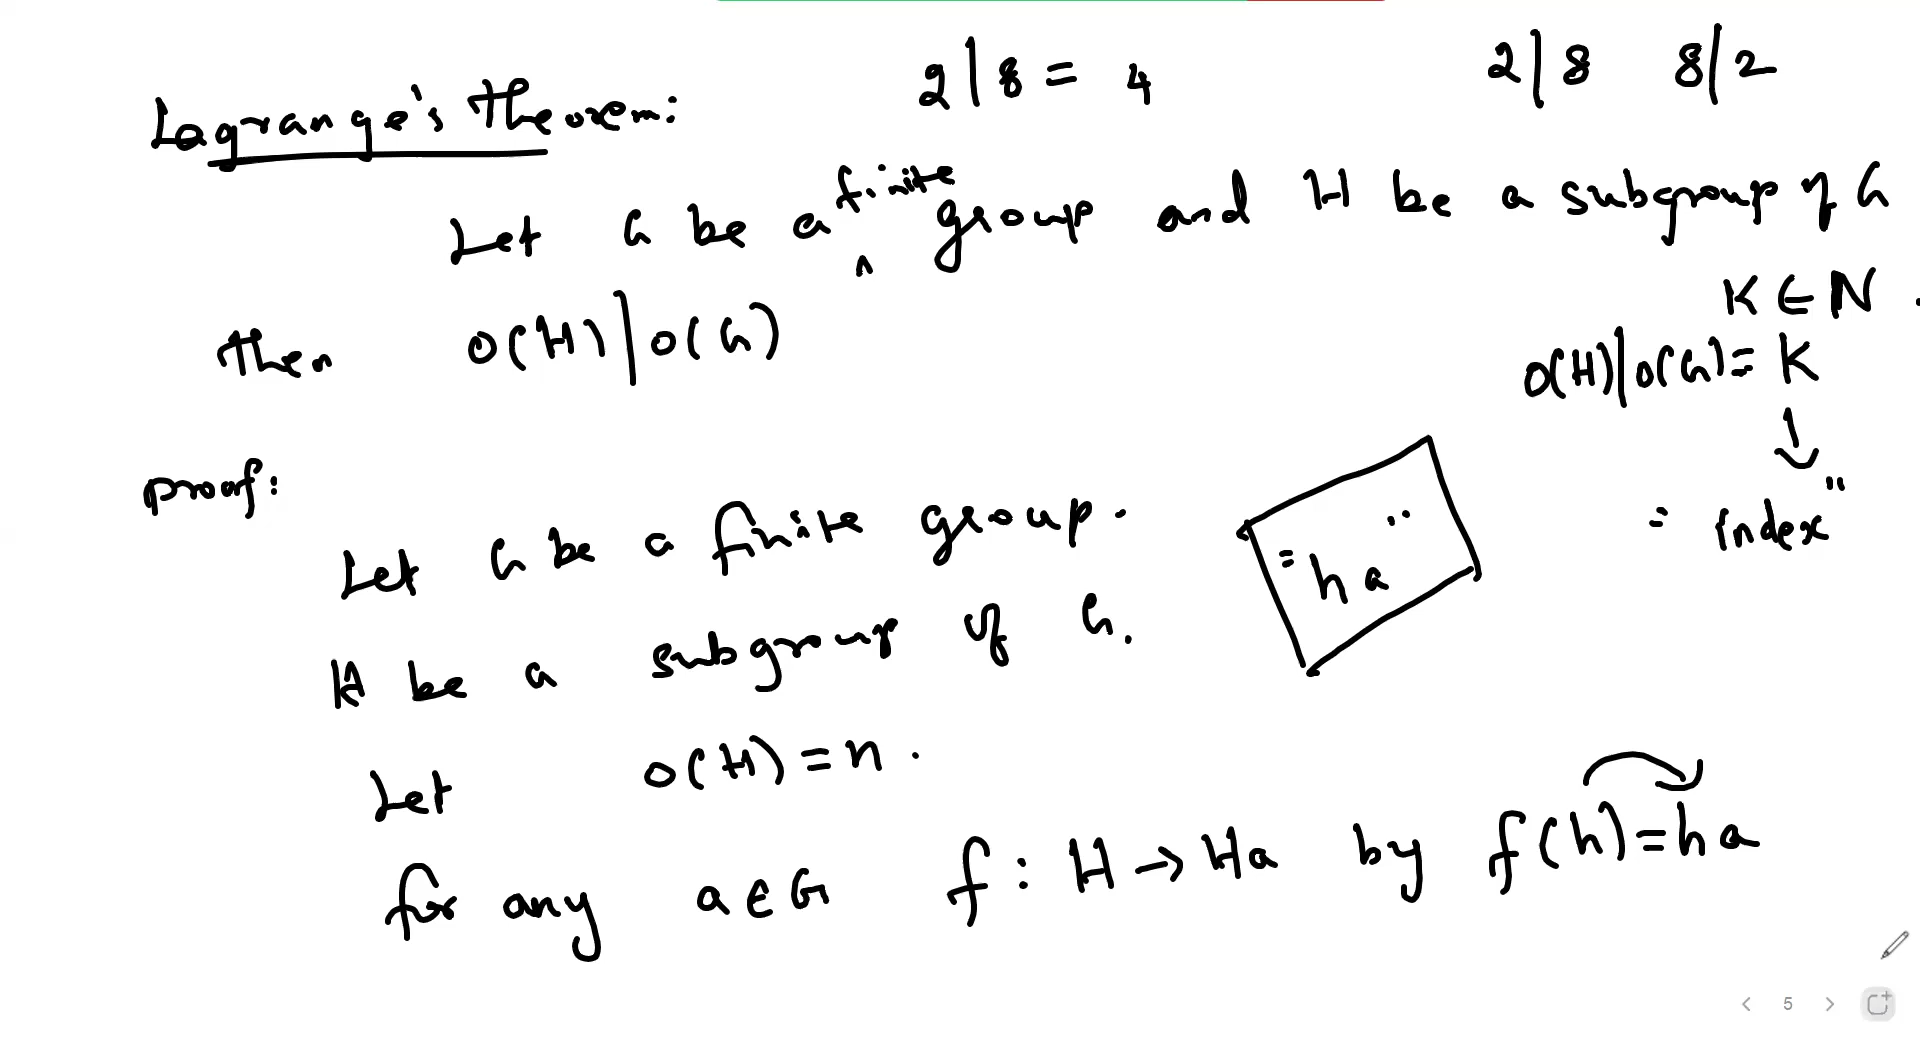 2|8 = 4
2|8 8|2
Lagrange's Theorem:
Let G be a finite group and H be a subgroup of G
K ∈ N.
Then O(H)|O(G)
O(H)|O(G) = K
↓
= index"
Proof:
Let G be a finite group.
= ha "
H be a subgroup of G.
Let O(H) = n.
for any a∈G f: H → Ha by f(h) = ha
5